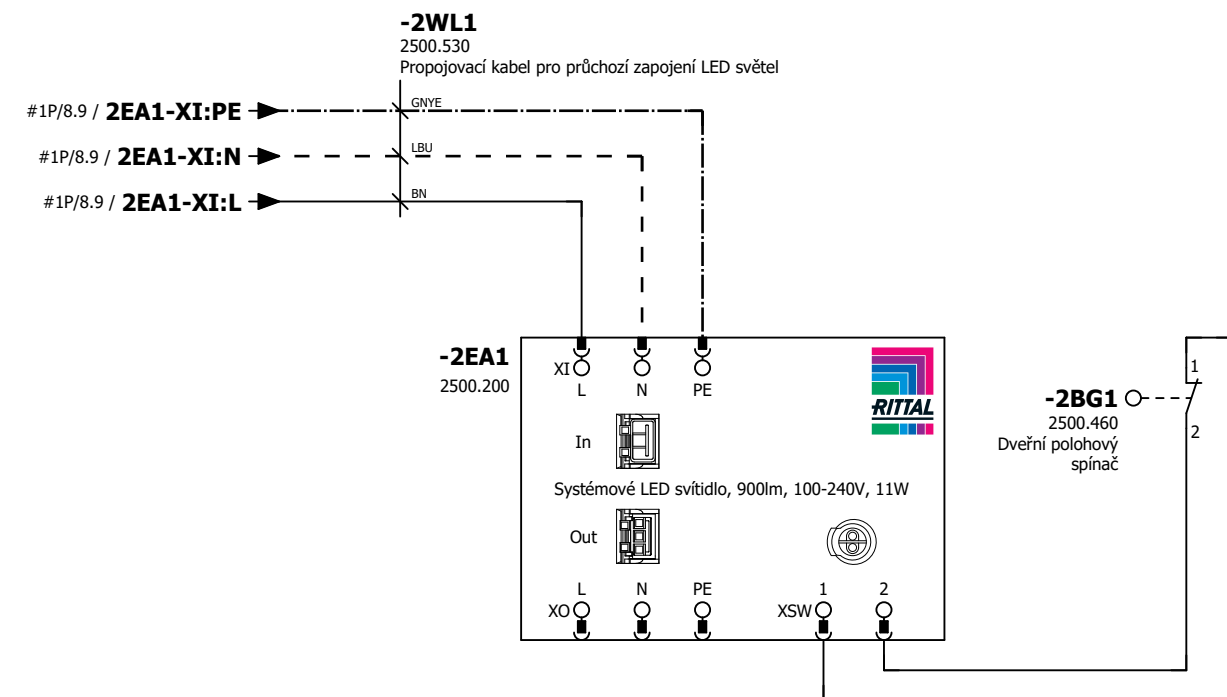 -2WL1
2500.530
Propojovací kabel pro průchozí zapojení LED světel
#1P/8.9 / 2EA1-XI:PE
GNYE
#1P/8.9 / 2EA1-XI:N
LBU
#1P/8.9 / 2EA1-XI:L
BN
-2EA1
2500.200
XI
L N PE
RITTAL
In
Systémové LED svítidlo, 900lm, 100-240V, 11W
Out
L N PE 1 2
XO XSW
-2BG1
2500.460
Dveřní polohový
spínač
1
2